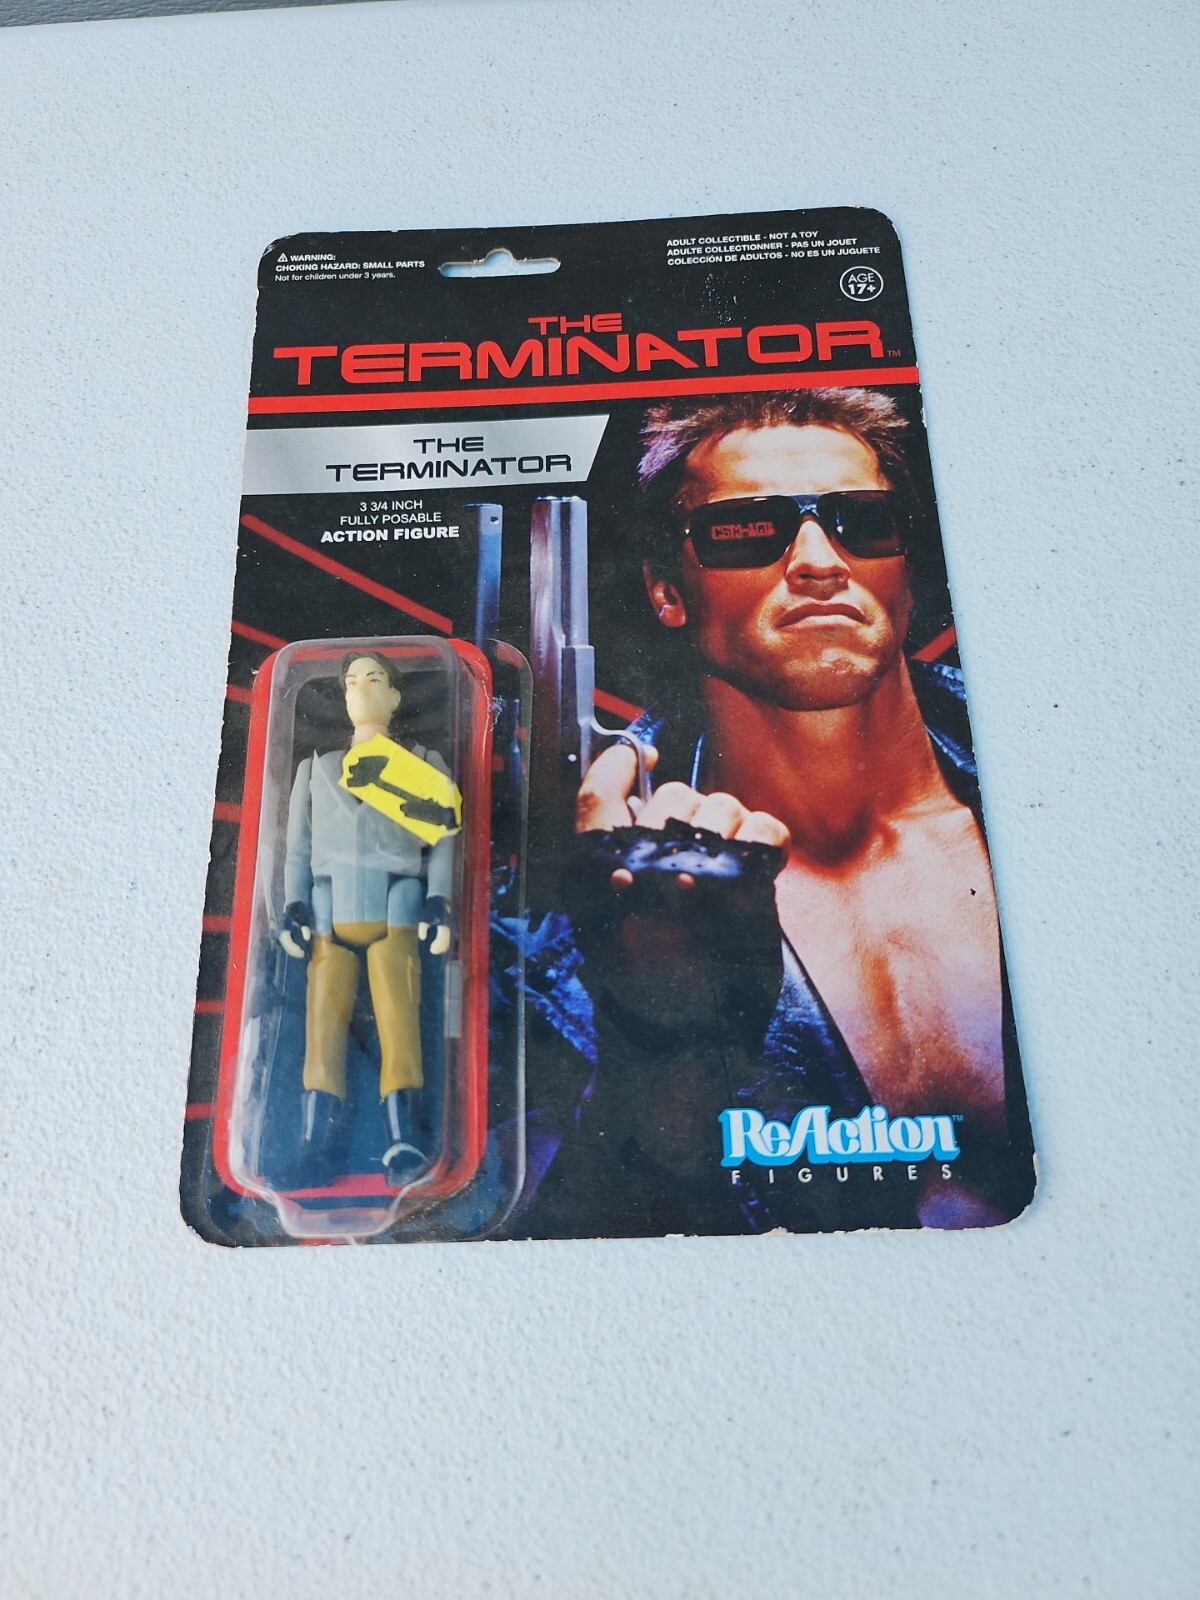 WARNING:
CHOKING HAZARD: SMALL PARTS
Not for children under 3 years.
ADULT COLLECTIBLE - NOT A TOY
ADULTE COLLECTIONNER - PAS UN JOUET
COLECCIÓN DE ADULTOS - NO ES UN JUGUETE
AGE
17+
THE
TERMINATOR™
THE
TERMINATOR
3 3/4 INCH
FULLY POSABLE
ACTION FIGURE
ReAction™
FIGURES